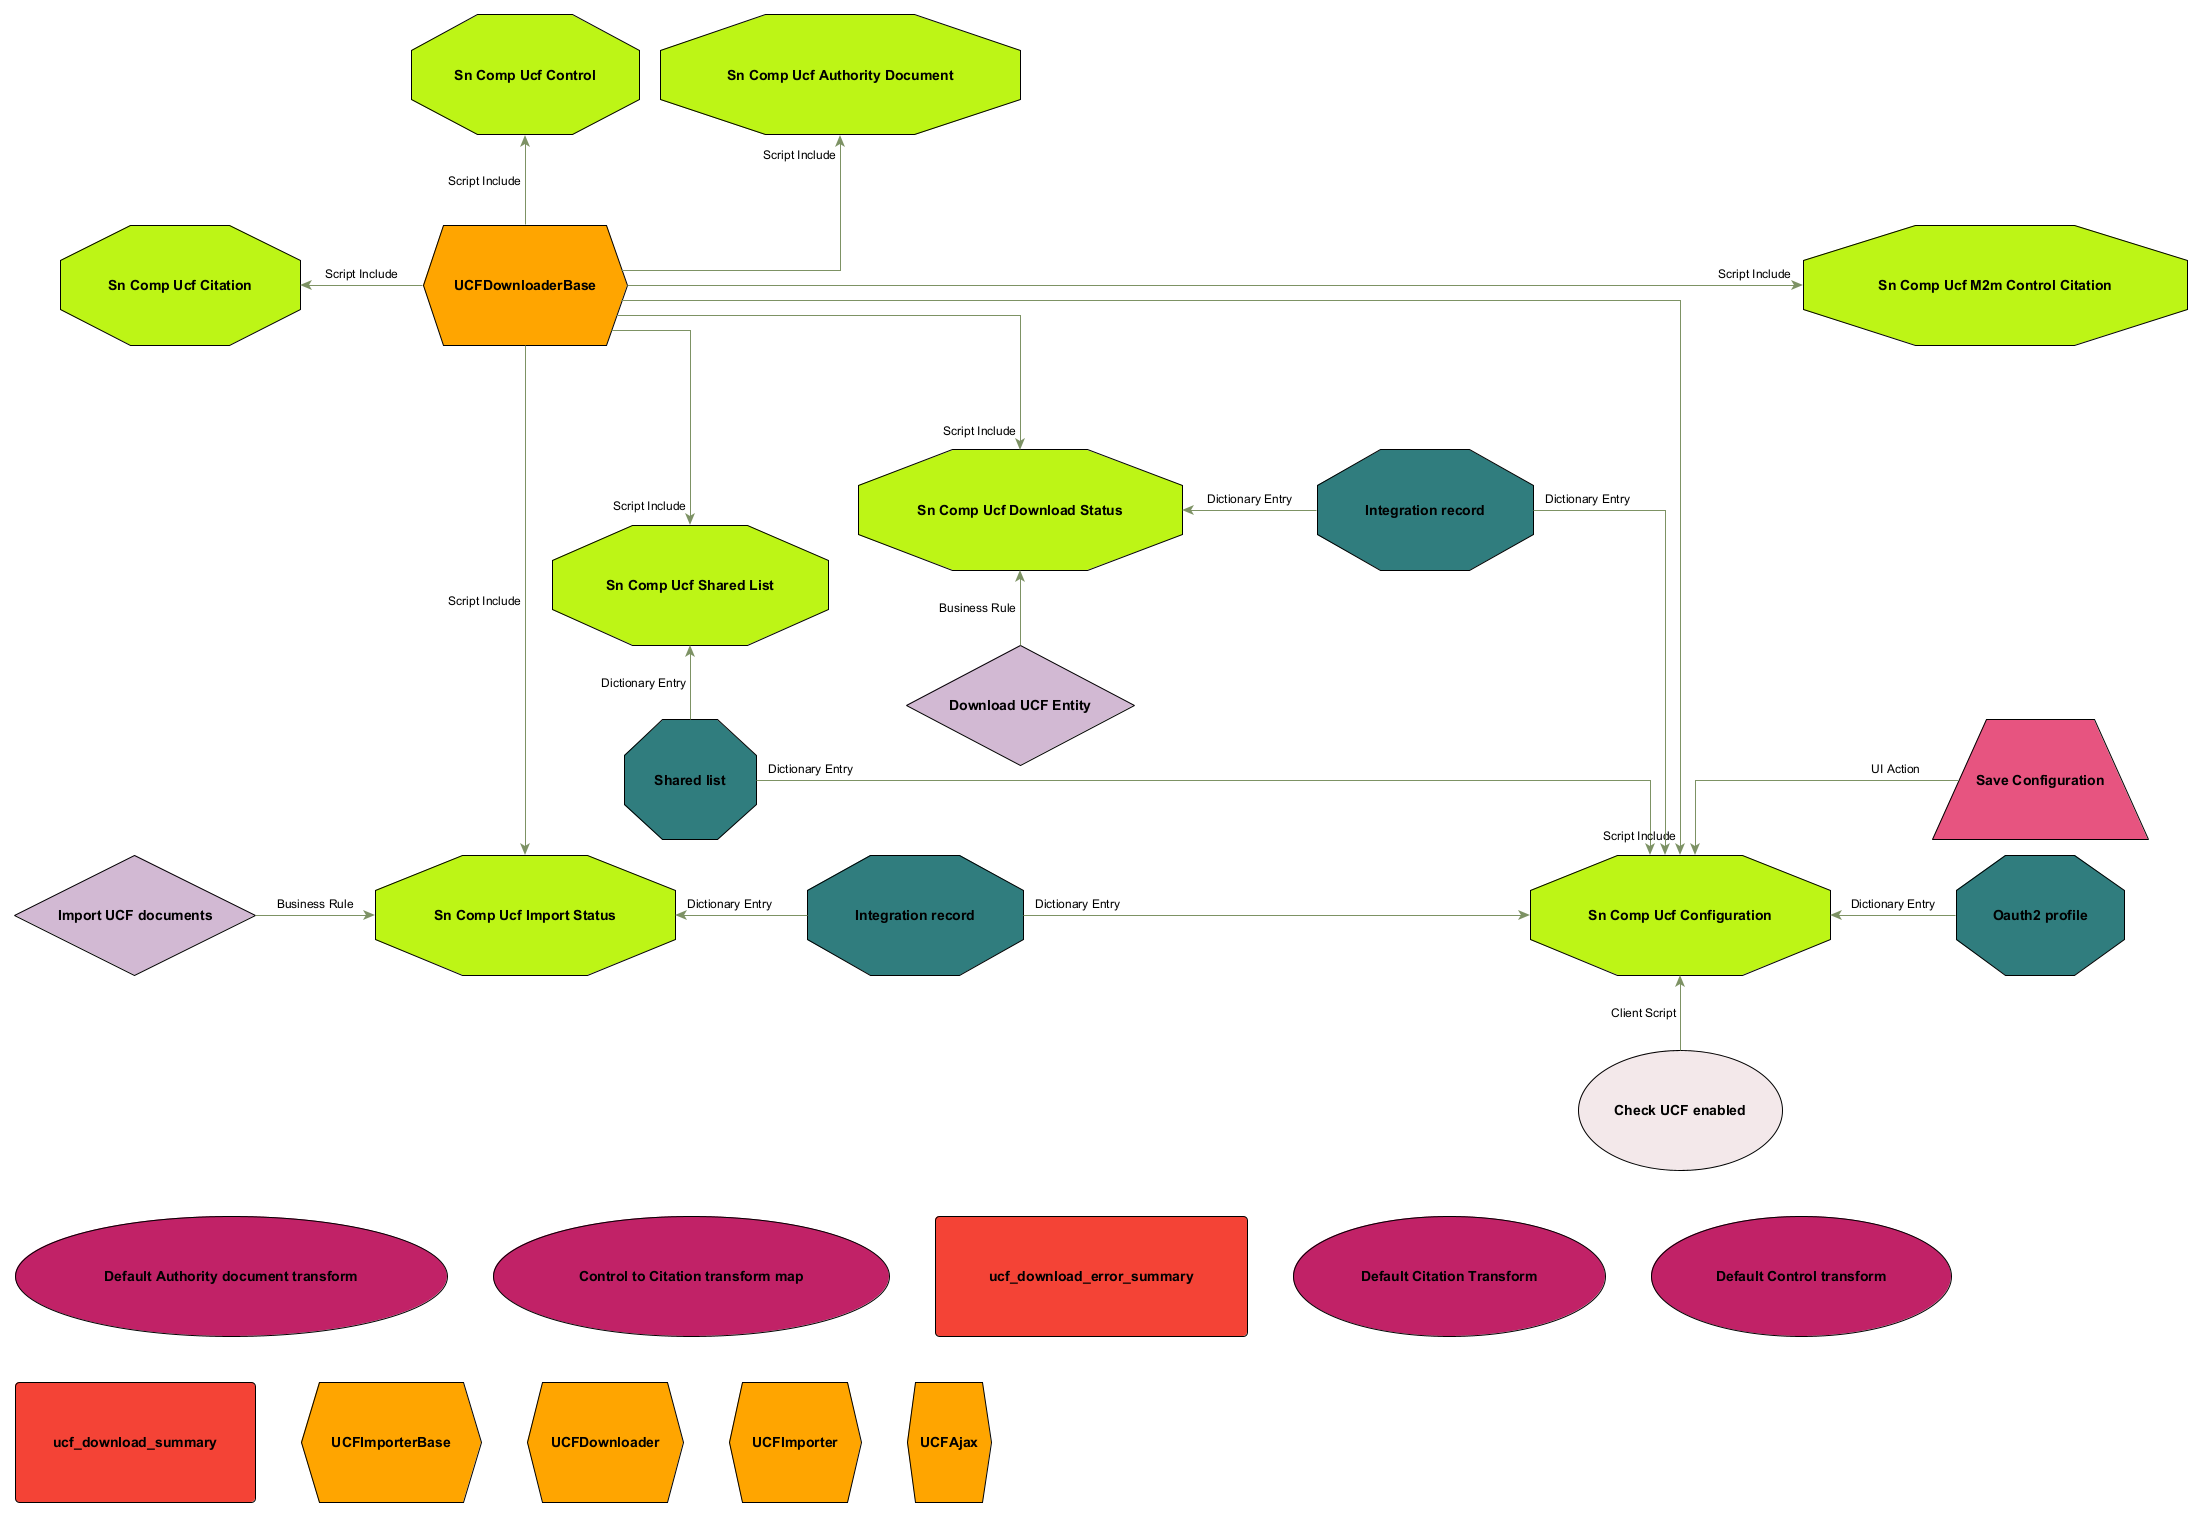 Sn Comp Ucf Control
Sn Comp Ucf Authority Document
Script Include
Script Include
Sn Comp Ucf Citation
Script Include
UCFDownloaderBase
Script Include
Sn Comp Ucf M2m Control Citation
Script Include
Script Include
Sn Comp Ucf Download Status
Dictionary Entry
Integration record
Dictionary Entry
Script Include
Sn Comp Ucf Shared List
Business Rule
Dictionary Entry
Download UCF Entity
Shared list
Dictionary Entry
UI Action
Save Configuration
Script Include
Import UCF documents
Business Rule
Sn Comp Ucf Import Status
Dictionary Entry
Integration record
Dictionary Entry
Sn Comp Ucf Configuration
Dictionary Entry
Oauth2 profile
Client Script
Check UCF enabled
Default Authority document transform
Control to Citation transform map
ucf_download_error_summary
Default Citation Transform
Default Control transform
ucf_download_summary
UCFImporterBase
UCFDownloader
UCFImporter
UCFAjax